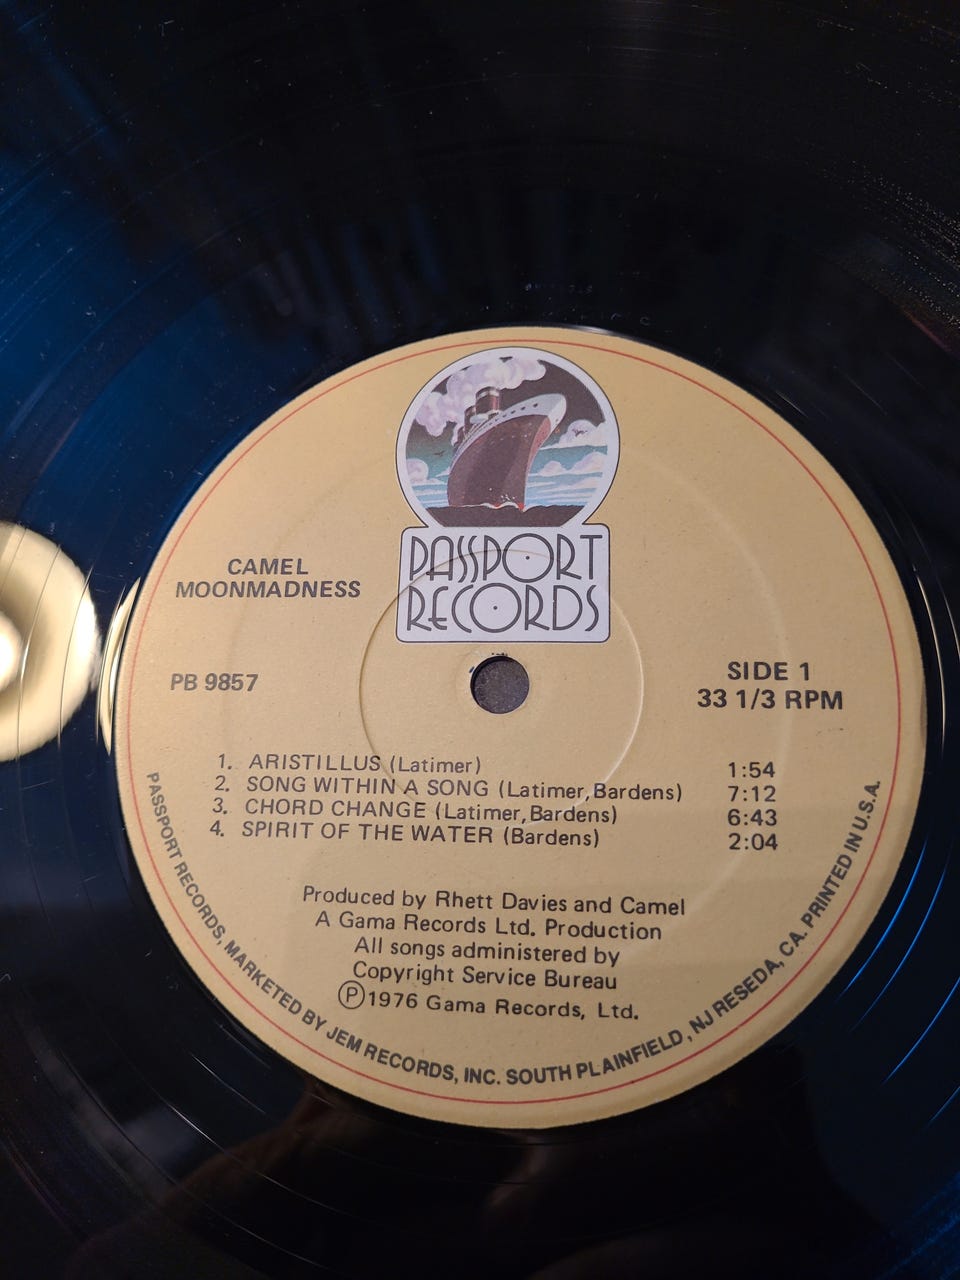 PASSPORT
RECORDS
CAMEL
MOONMADNESS
PB 9857
SIDE 1
33 1/3 RPM
1. ARISTILLUS (Latimer) 1:54
2. SONG WITHIN A SONG (Latimer, Bardens) 7:12
3. CHORD CHANGE (Latimer, Bardens) 6:43
4. SPIRIT OF THE WATER (Bardens) 2:04
Produced by Rhett Davies and Camel
A Gama Records Ltd. Production
All songs administered by
Copyright Service Bureau
Ⓟ1976 Gama Records, Ltd.
PASSPORT RECORDS, MARKETED BY JEM RECORDS, INC. SOUTH PLAINFIELD, NJ RESEDA, CA. PRINTED IN U.S.A.